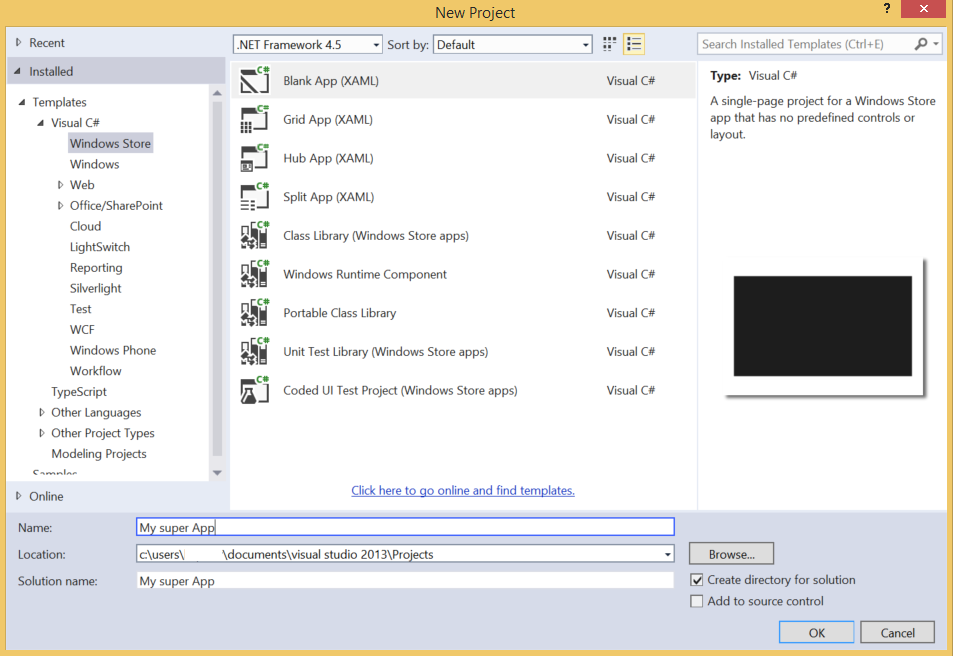 New Project
?
Recent
.NET Framework 4.5
Sort by:
Default
Search Installed Templates (Ctrl+E)
Installed
Templates
Visual C#
Windows Store
Windows
Web
Office/SharePoint
Cloud
LightSwitch
Reporting
Silverlight
Test
WCF
Windows Phone
Workflow
TypeScript
Other Languages
Other Project Types
Modeling Projects
Samples
Online
C# Blank App (XAML) Visual C#
C# Grid App (XAML) Visual C#
C# Hub App (XAML) Visual C#
C# Split App (XAML) Visual C#
C# Class Library (Windows Store apps) Visual C#
C# Windows Runtime Component Visual C#
C# Portable Class Library Visual C#
C# Unit Test Library (Windows Store apps) Visual C#
C# Coded UI Test Project (Windows Store apps) Visual C#
Click here to go online and find templates.
Type: Visual C#
A single-page project for a Windows Store
app that has no predefined controls or
layout.
Name: My super App
Location: c:\users\ \documents\visual studio 2013\Projects
Browse...
Solution name: My super App
Create directory for solution
Add to source control
OK
Cancel